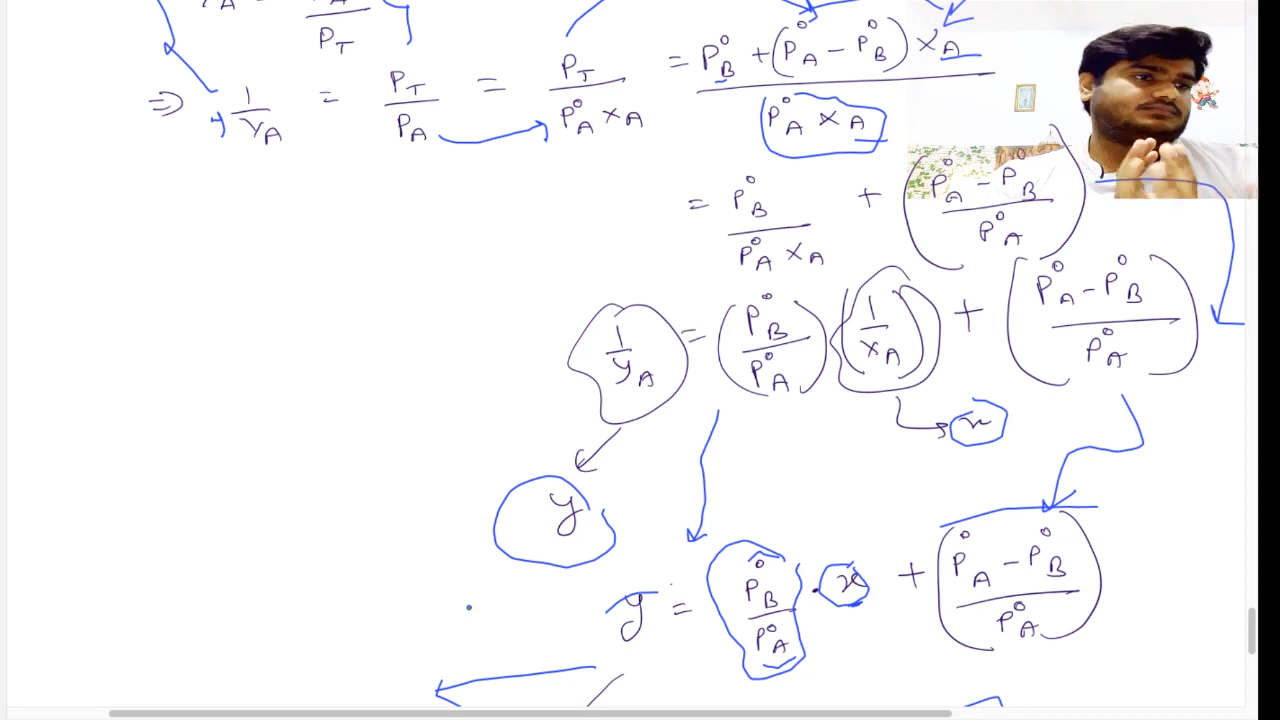 P_T
⇒ 1/Y_A = P_T/P_A = P_T/(P°_A X_A) = (P°_B + (P°_A − P°_B) X_A)/(P°_A X_A)
= P°_B/(P°_A X_A) + ((P°_A − P°_B)/P°_A)
1/y_A = (P°_B/P°_A) (1/x_A) + ((P°_A − P°_B)/P°_A)
x
y
y = P°_B/P°_A . x + ((P°_A − P°_B)/P°_A)